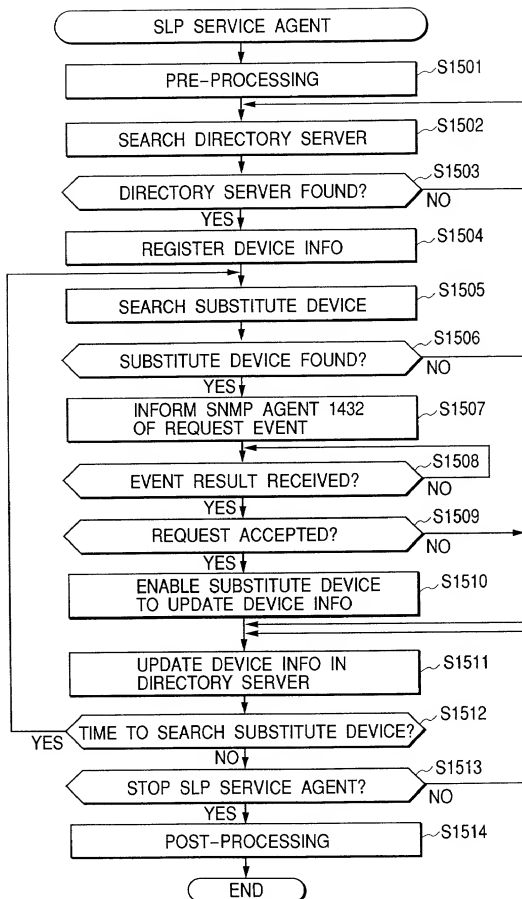 SLP SERVICE AGENT
PRE-PROCESSING
S1501
SEARCH DIRECTORY SERVER
S1502
DIRECTORY SERVER FOUND?
S1503
NO
YES
REGISTER DEVICE INFO
S1504
SEARCH SUBSTITUTE DEVICE
S1505
SUBSTITUTE DEVICE FOUND?
S1506
NO
YES
INFORM SNMP AGENT 1432
OF REQUEST EVENT
S1507
EVENT RESULT RECEIVED?
S1508
NO
YES
REQUEST ACCEPTED?
S1509
NO
YES
ENABLE SUBSTITUTE DEVICE
TO UPDATE DEVICE INFO
S1510
UPDATE DEVICE INFO IN
DIRECTORY SERVER
S1511
TIME TO SEARCH SUBSTITUTE DEVICE?
S1512
YES
NO
STOP SLP SERVICE AGENT?
S1513
NO
YES
POST-PROCESSING
S1514
END